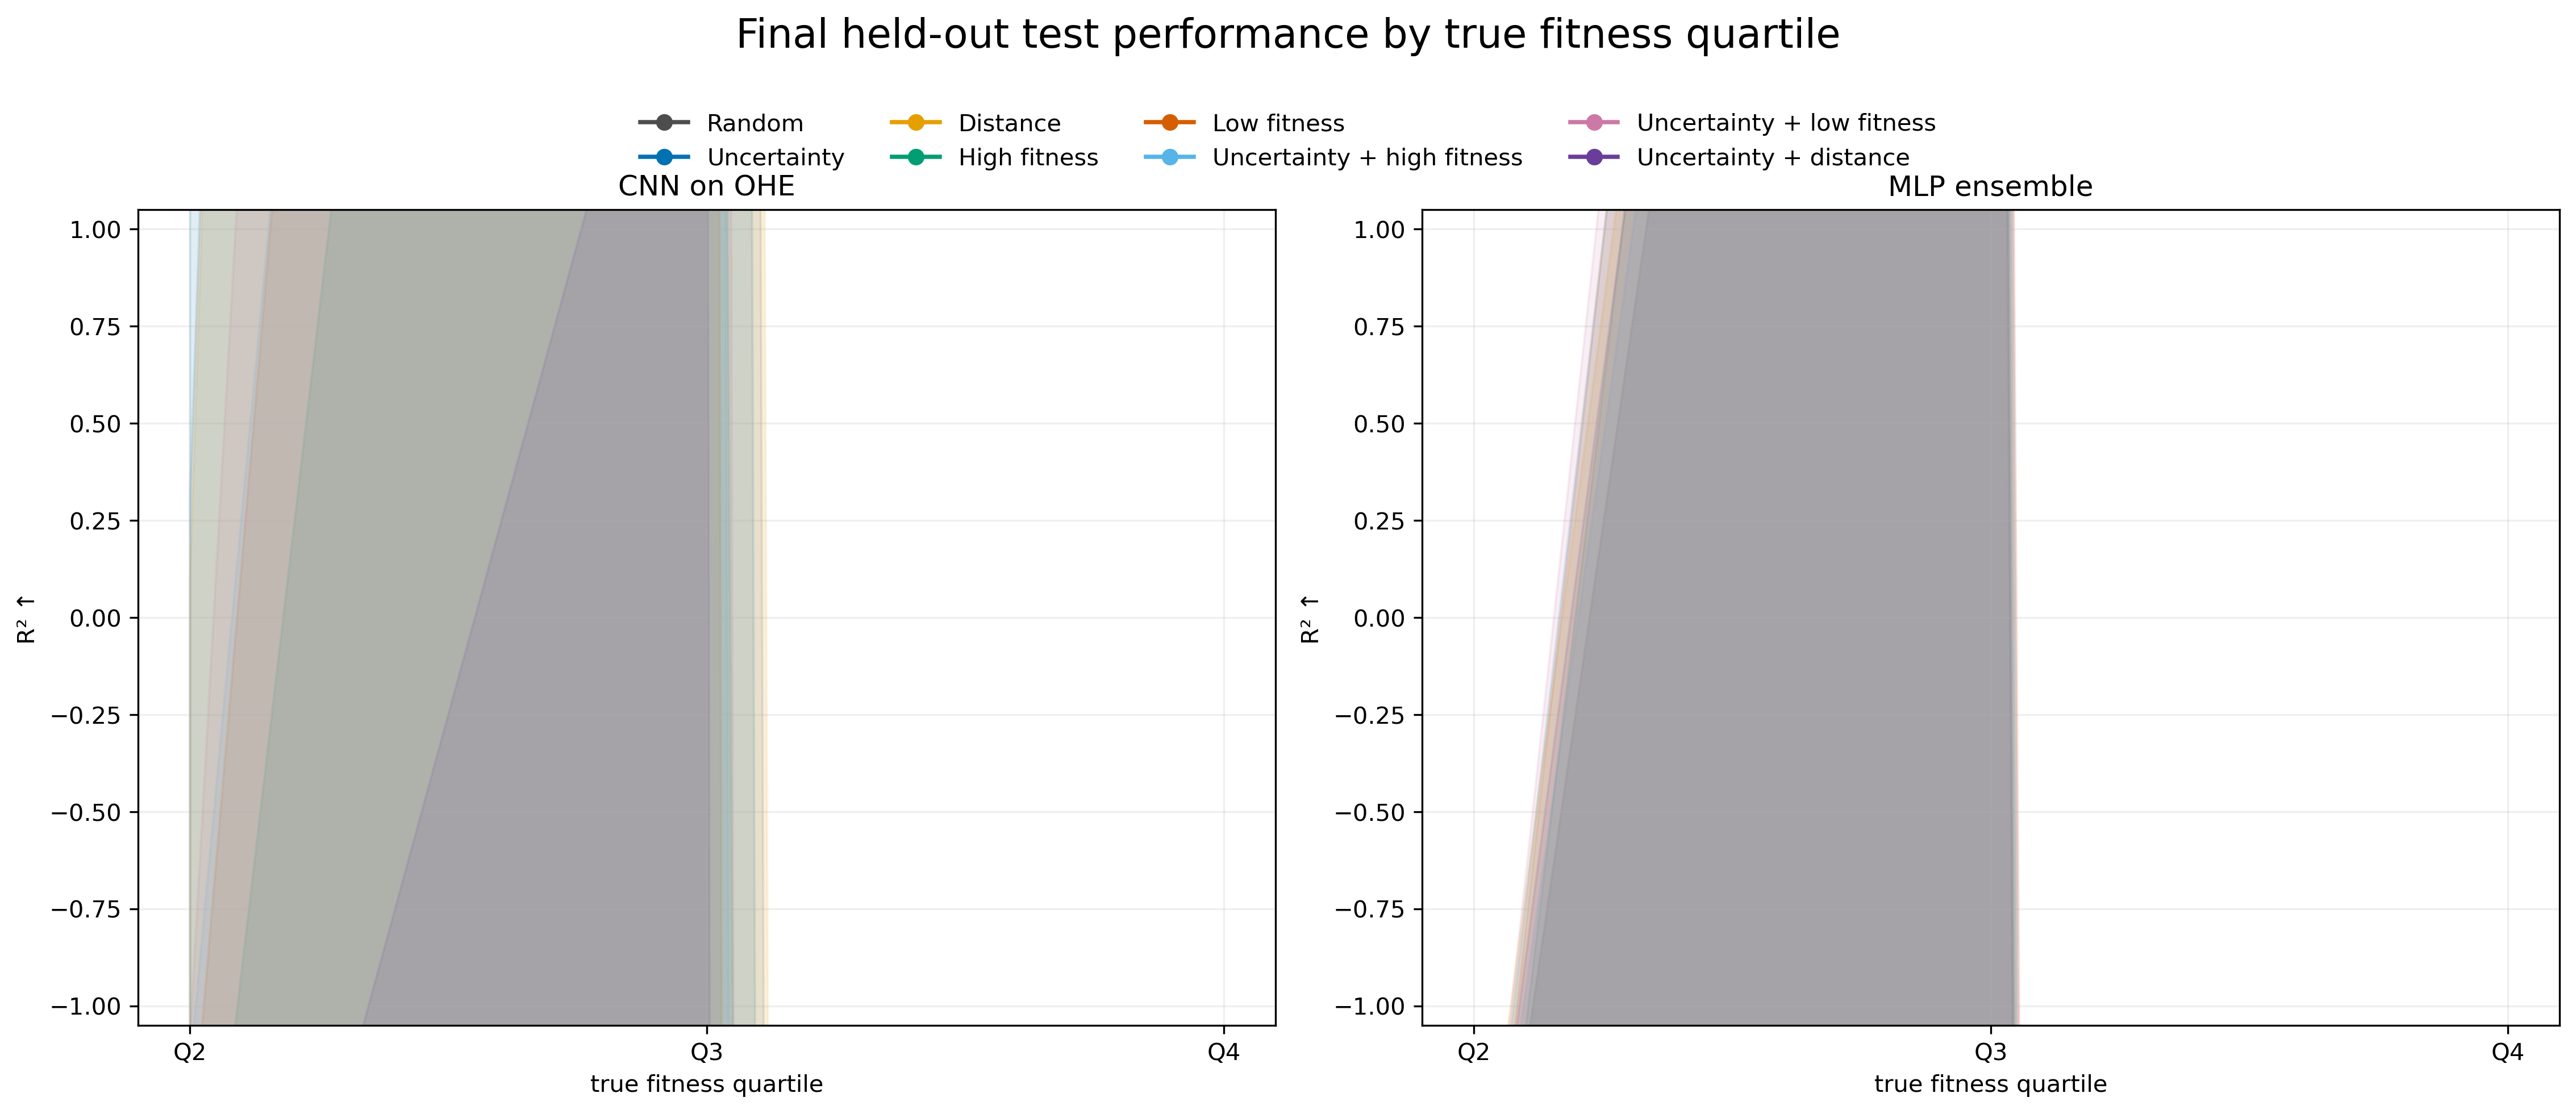 Final held-out test performance by true fitness quartile
Random
Distance
Low fitness
Uncertainty + low fitness
Uncertainty
High fitness
Uncertainty + high fitness
Uncertainty + distance
CNN on OHE
1.00
0.75
0.50
0.25
0.00
−0.25
−0.50
−0.75
−1.00
R² ↑
Q2 Q3 Q4
true fitness quartile
MLP ensemble
1.00
0.75
0.50
0.25
0.00
−0.25
−0.50
−0.75
−1.00
R² ↑
Q2 Q3 Q4
true fitness quartile